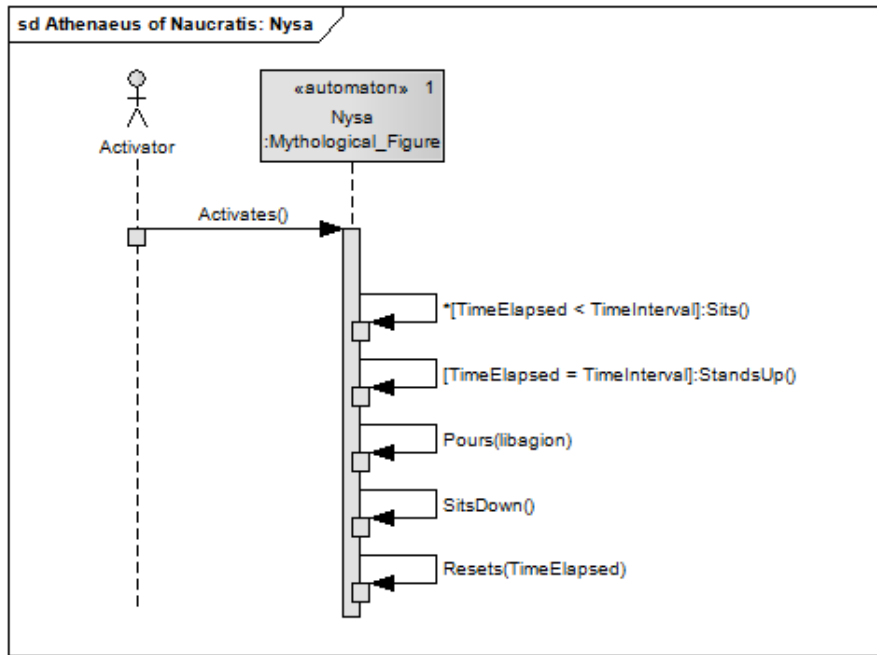 sd Athenaeus of Naucratis: Nysa
«automaton» 1
Nysa
:Mythological_Figure
Activator
Activates()
*[TimeElapsed < TimeInterval]:Sits()
[TimeElapsed = TimeInterval]:StandsUp()
Pours(libagion)
SitsDown()
Resets(TimeElapsed)